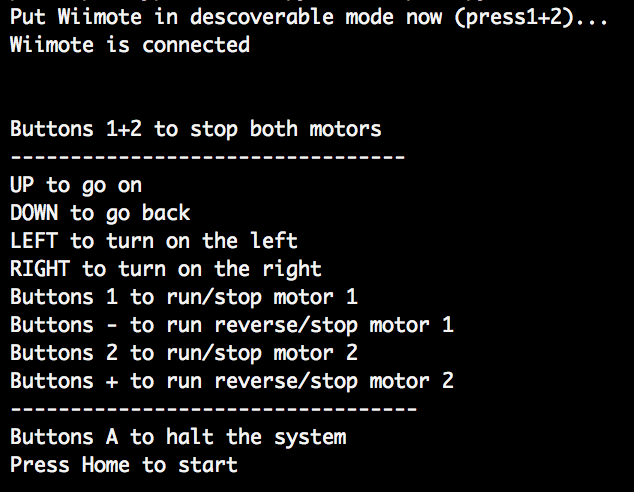 Put Wiimote in descoverable mode now (press1+2)...
Wiimote is connected
Buttons 1+2 to stop both motors
---------------------------------
UP to go on
DOWN to go back
LEFT to turn on the left
RIGHT to turn on the right
Buttons 1 to run/stop motor 1
Buttons - to run reverse/stop motor 1
Buttons 2 to run/stop motor 2
Buttons + to run reverse/stop motor 2
----------------------------------
Buttons A to halt the system
Press Home to start